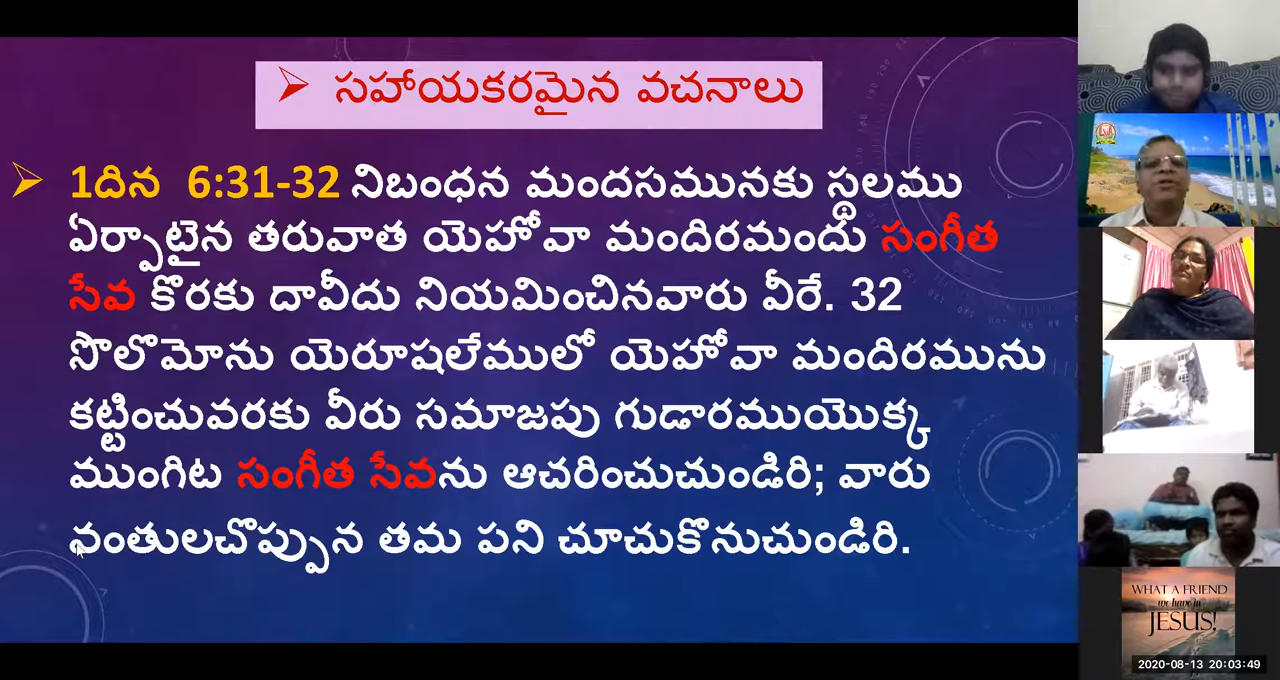 ➢ సహాయకరమైన వచనాలు
➢ 1దిన 6:31-32 నిబంధన మందసమునకు స్థలము
ఏర్పాటైన తరువాత యెహోవా మందిరమందు సంగీత
సేవ కొరకు దావీదు నియమించినవారు వీరే. 32
సొలొమోను యెరూషలేములో యెహోవా మందిరమును
కట్టించువరకు వీరు సమాజపు గుడారముయొక్క
ముంగిట సంగీత సేవను ఆచరించుచుండిరి; వారు
వంతులచొప్పున తమ పని చూచుకొనుచుండిరి.
WHAT A FRIEND
we have in
JESUS!
2020-08-13 20:03:49